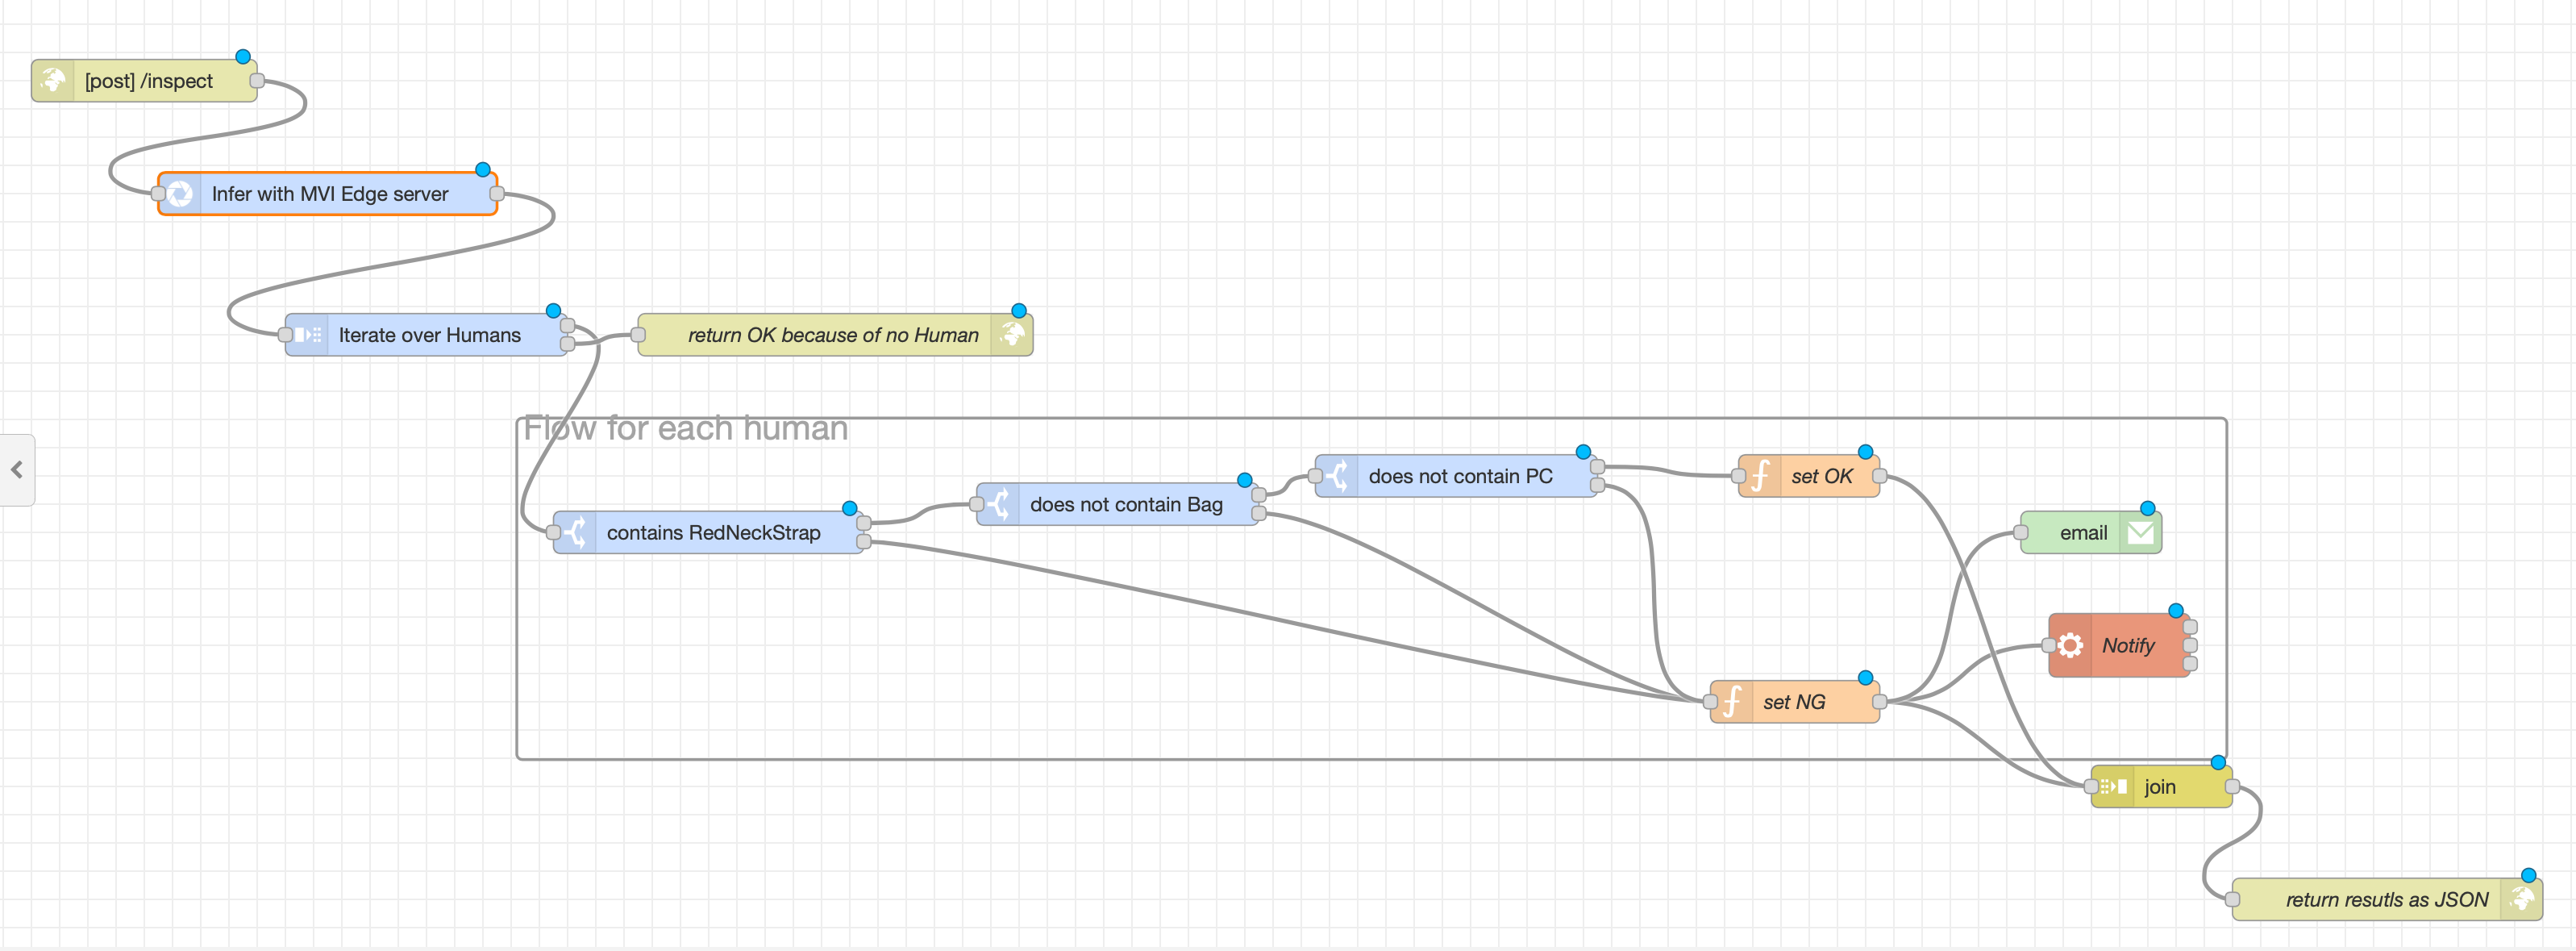 [post] /inspect
Infer with MVI Edge server
Iterate over Humans
return OK because of no Human
Flow for each human
does not contain PC
set OK
does not contain Bag
contains RedNeckStrap
email
Notify
set NG
join
return resutls as JSON